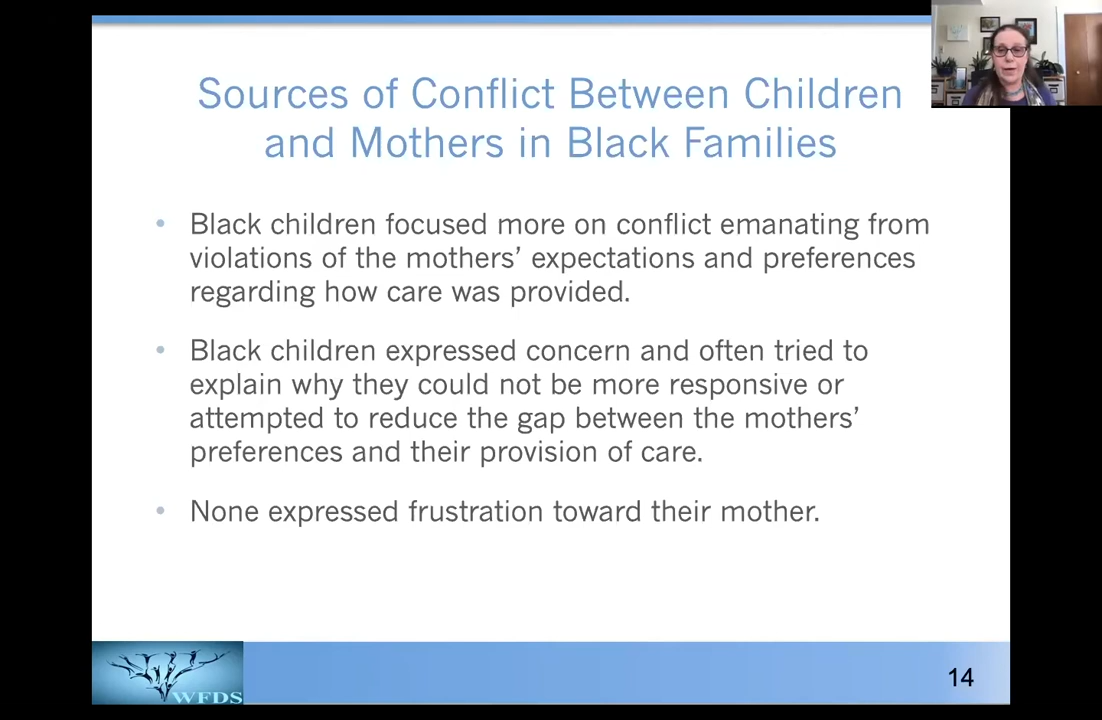 Sources of Conflict Between Children
and Mothers in Black Families
• Black children focused more on conflict emanating from
violations of the mothers’ expectations and preferences
regarding how care was provided.
• Black children expressed concern and often tried to
explain why they could not be more responsive or
attempted to reduce the gap between the mothers’
preferences and their provision of care.
• None expressed frustration toward their mother.
WFDS
14